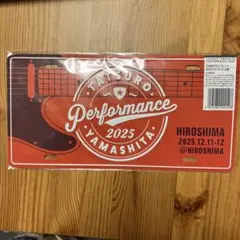 TATSURO
Performance
2025
YAMASHITA
HIROSHIMA
2025.12.11-12
@HIROSHIMA